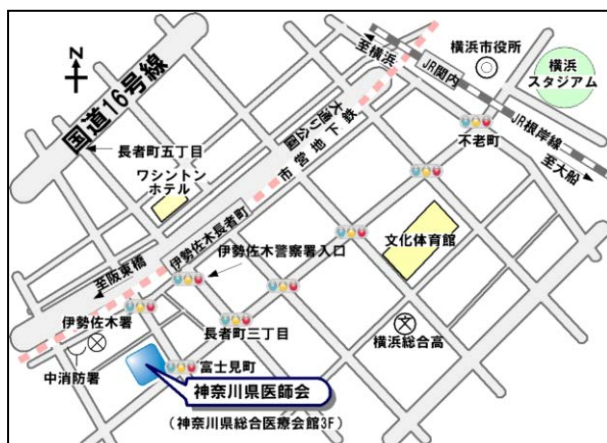 至横浜
JR関内
横浜市役所
横浜
スタジアム
N
国道16号線
大通り公園
市営地下鉄
不老町
JR根岸線
至大船
長者町五丁目
ワシントン
ホテル
伊勢佐木長者町
文化体育館
至阪東橋
伊勢佐木警察署入口
伊勢佐木署
長者町三丁目
横浜総合高
中消防署
富士見町
神奈川県医師会
(神奈川県総合医療会館3F)